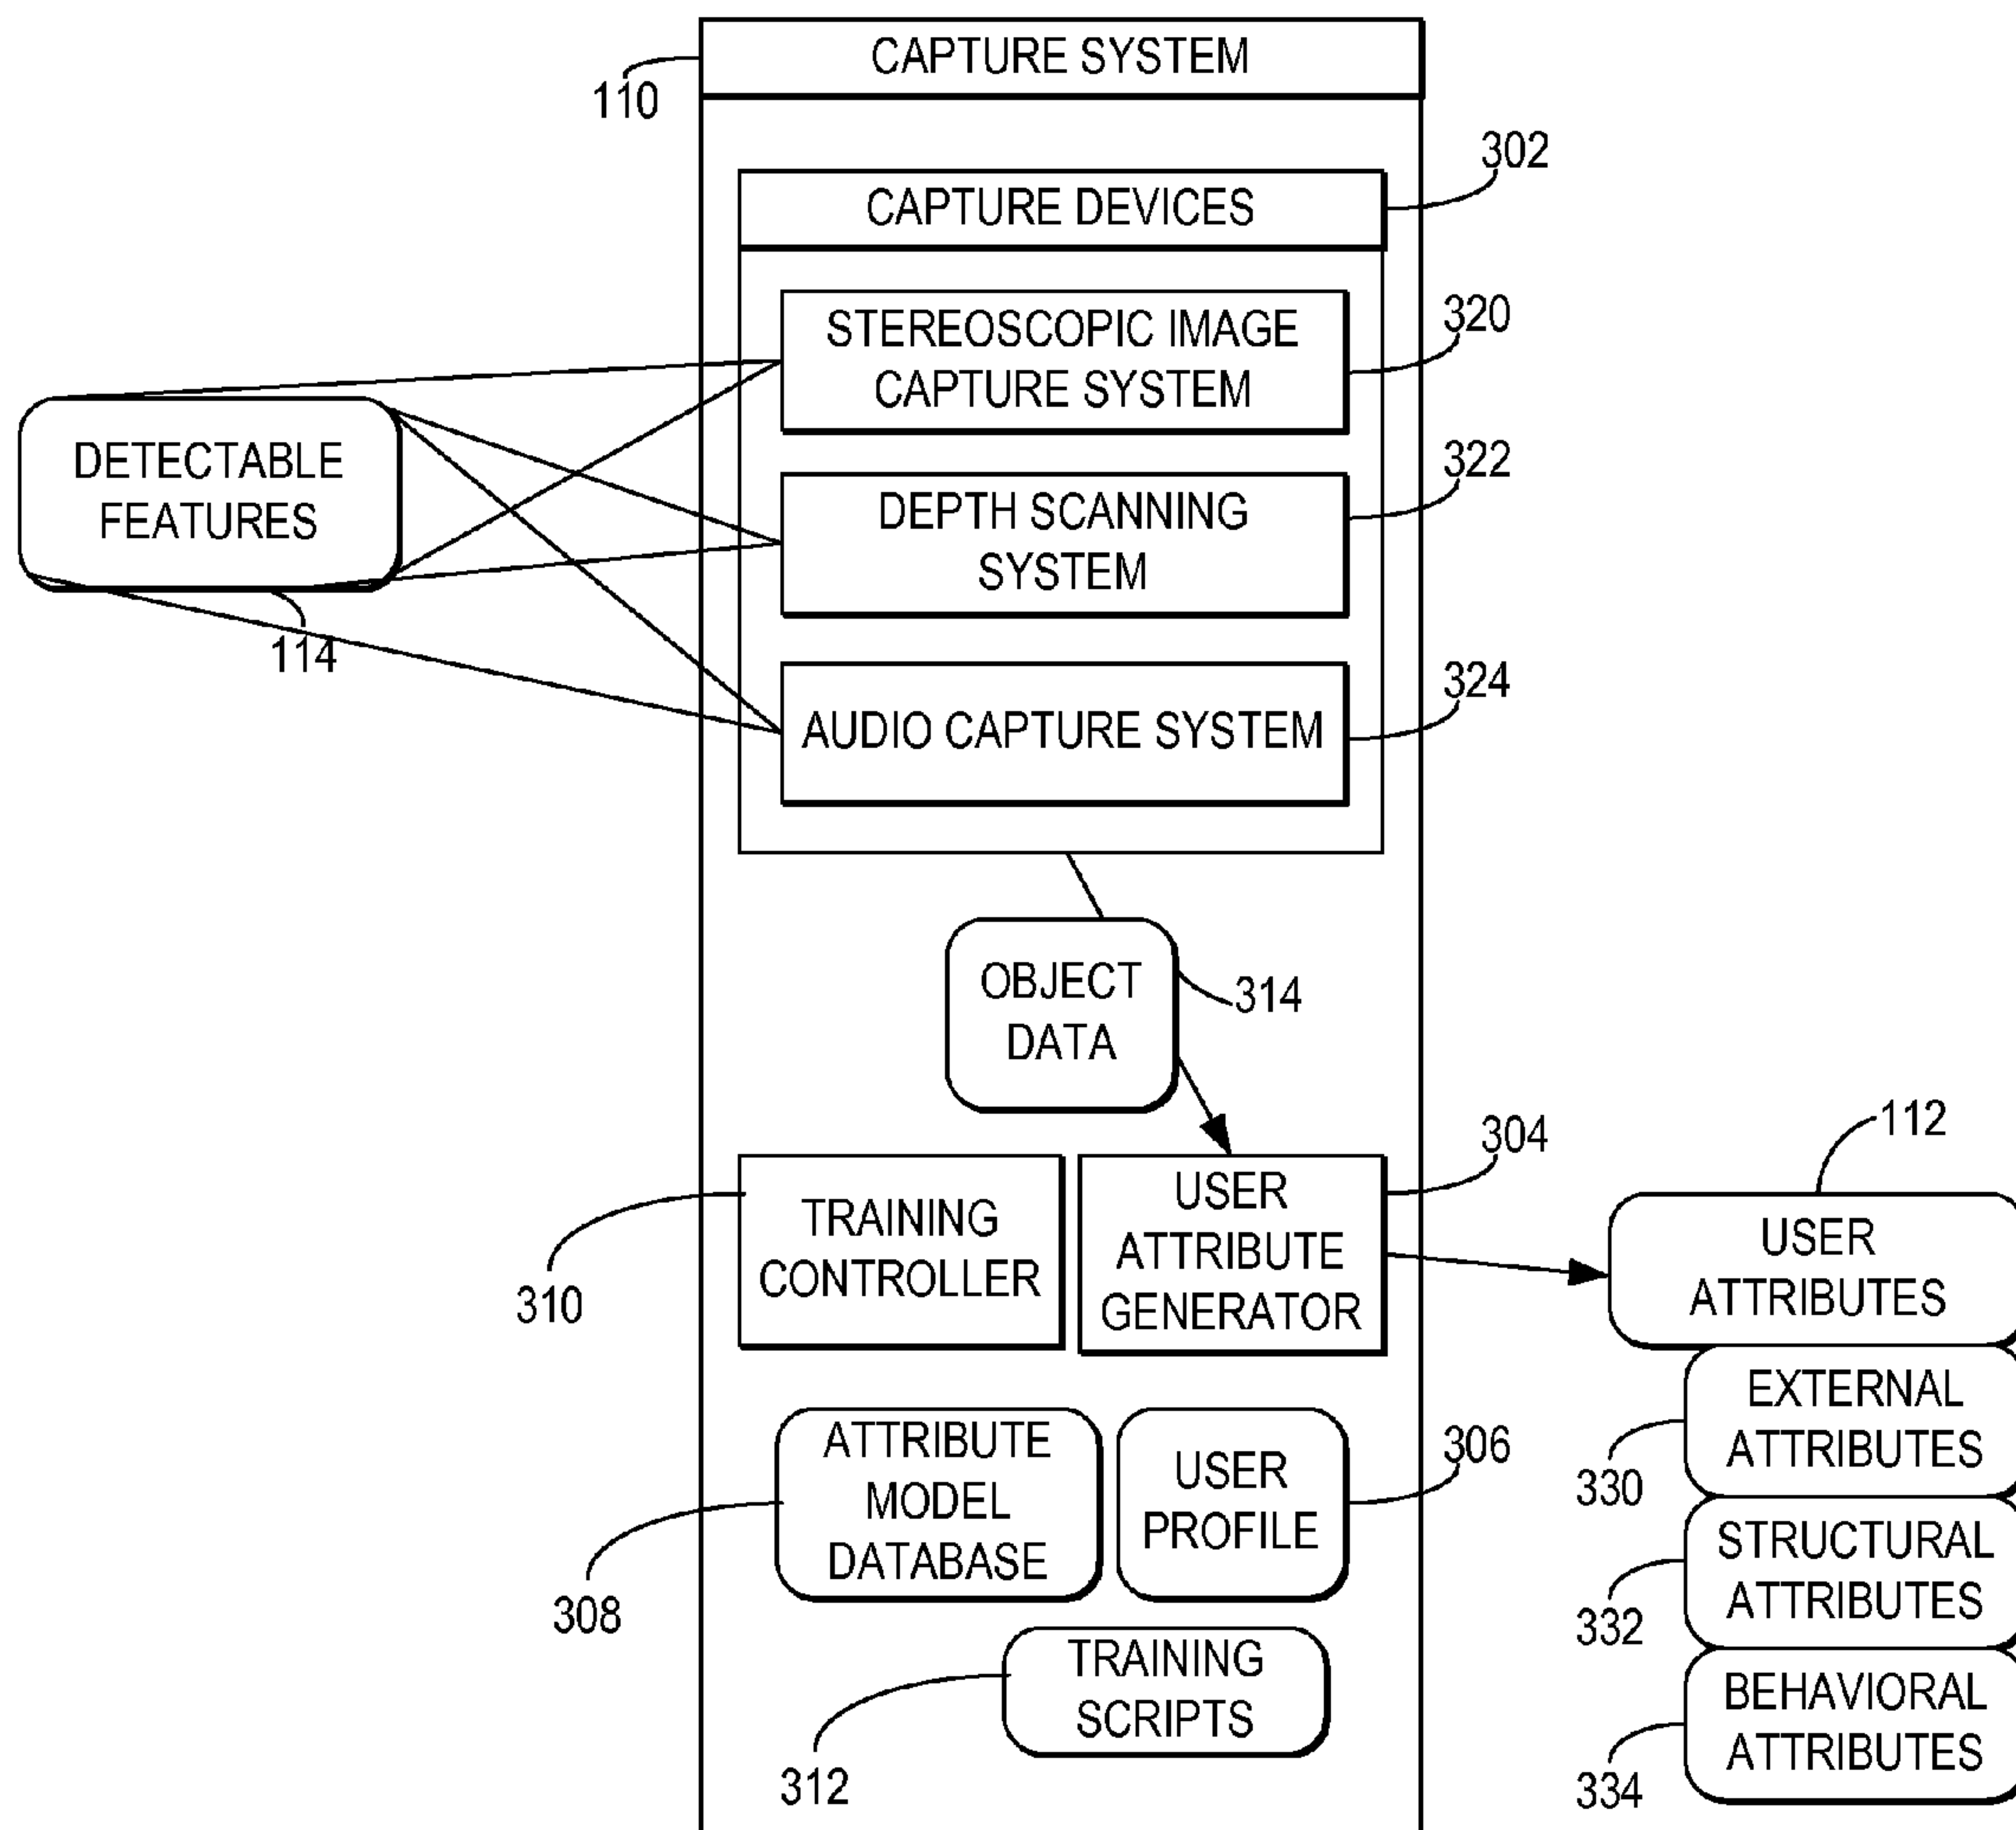 CAPTURE SYSTEM
110
302
CAPTURE DEVICES
STEREOSCOPIC IMAGE
CAPTURE SYSTEM
320
DETECTABLE
FEATURES
114
DEPTH SCANNING
SYSTEM
322
AUDIO CAPTURE SYSTEM
324
OBJECT
DATA
314
TRAINING
CONTROLLER
310
USER
ATTRIBUTE
GENERATOR
304
112
USER
ATTRIBUTES
EXTERNAL
ATTRIBUTES
330
STRUCTURAL
ATTRIBUTES
332
BEHAVIORAL
ATTRIBUTES
334
ATTRIBUTE
MODEL
DATABASE
308
USER
PROFILE
306
TRAINING
SCRIPTS
312